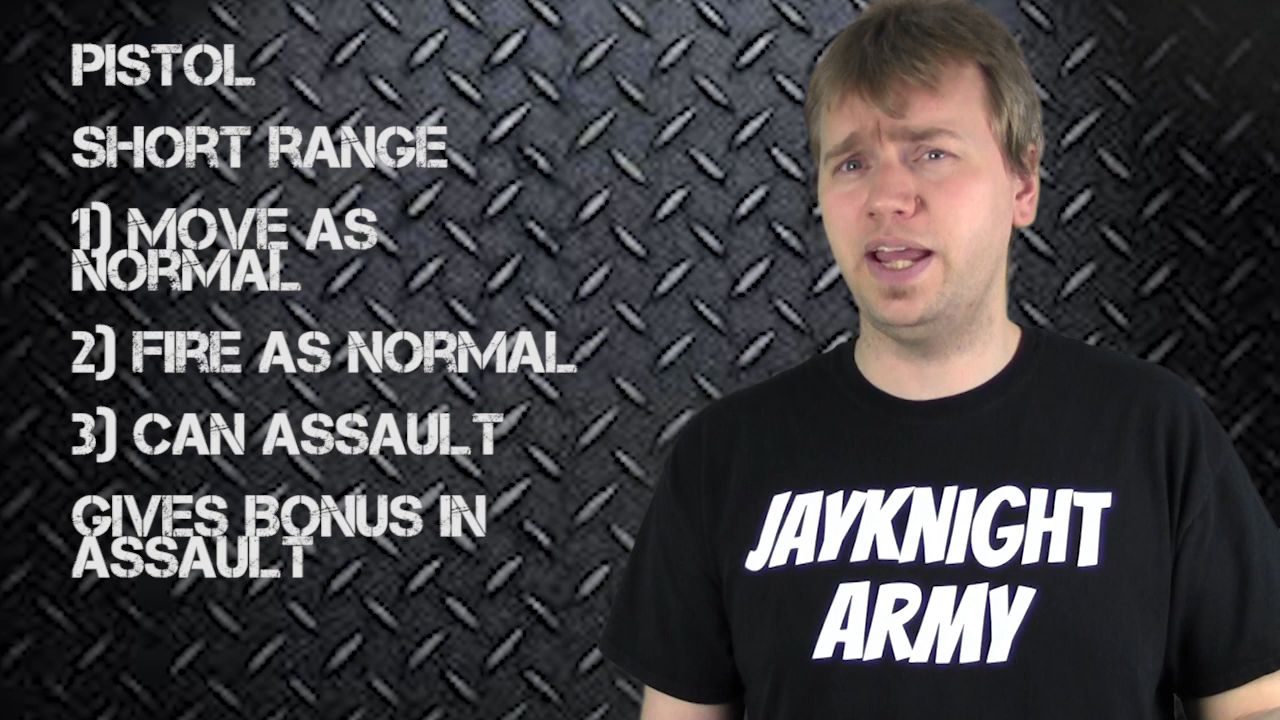 PISTOL
SHORT RANGE
1) MOVE AS
NORMAL
2) FIRE AS NORMAL
3) CAN ASSAULT
GIVES BONUS IN
ASSAULT
JAYKNIGHT
ARMY